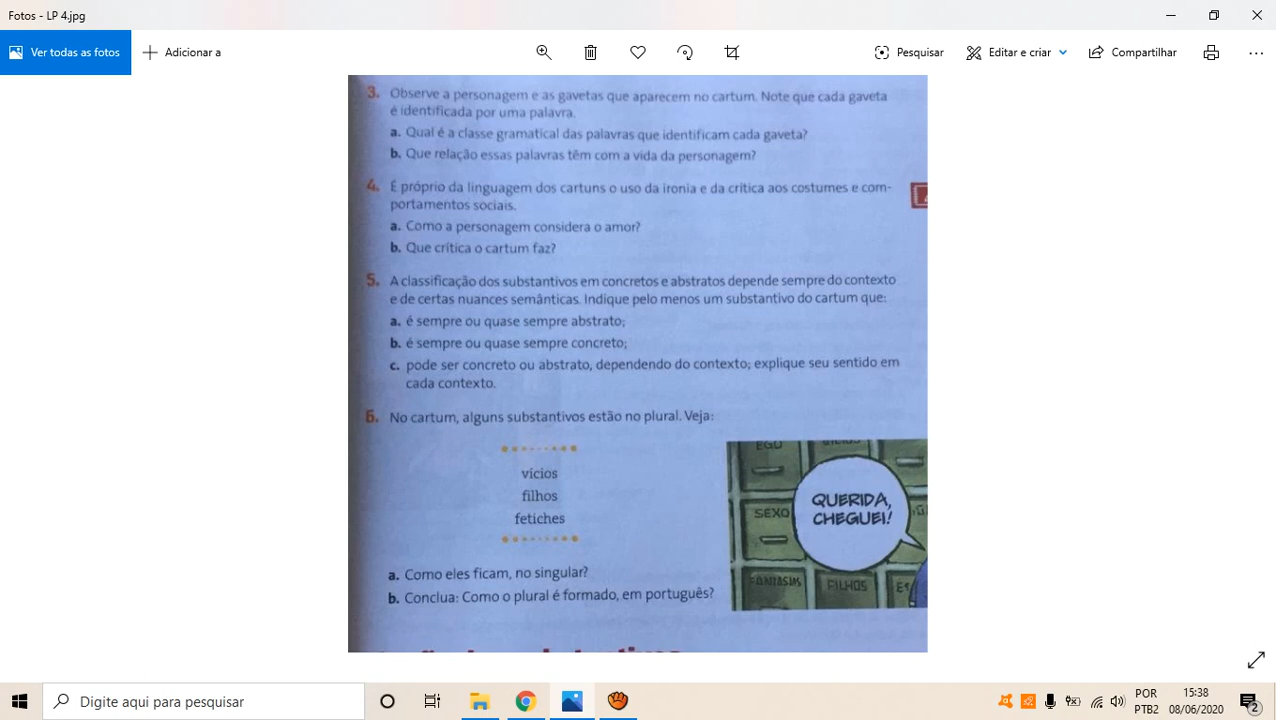 Fotos - LP 4.jpg
Ver todas as fotos
Adicionar a
Pesquisar
Editar e criar
Compartilhar
3. Observe a personagem e as gavetas que aparecem no cartum. Note que cada gaveta
é identificada por uma palavra.
a. Qual é a classe gramatical das palavras que identificam cada gaveta?
b. Que relação essas palavras têm com a vida da personagem?
4. É próprio da linguagem dos cartuns o uso da ironia e da crítica aos costumes e com-
portamentos sociais.
a. Como a personagem considera o amor?
b. Que crítica o cartum faz?
5. A classificação dos substantivos em concretos e abstratos depende sempre do contexto
e de certas nuances semânticas. Indique pelo menos um substantivo do cartum que:
a. é sempre ou quase sempre abstrato;
b. é sempre ou quase sempre concreto;
c. pode ser concreto ou abstrato, dependendo do contexto; explique seu sentido em
cada contexto.
6. No cartum, alguns substantivos estão no plural. Veja:
vícios
filhos
fetiches
EGO
QUERIDA,
CHEGUEI!
SEXO
FILHOS
a. Como eles ficam, no singular?
b. Conclua: Como o plural é formado, em português?
Digite aqui para pesquisar
POR
PTB2
15:38
08/06/2020
2